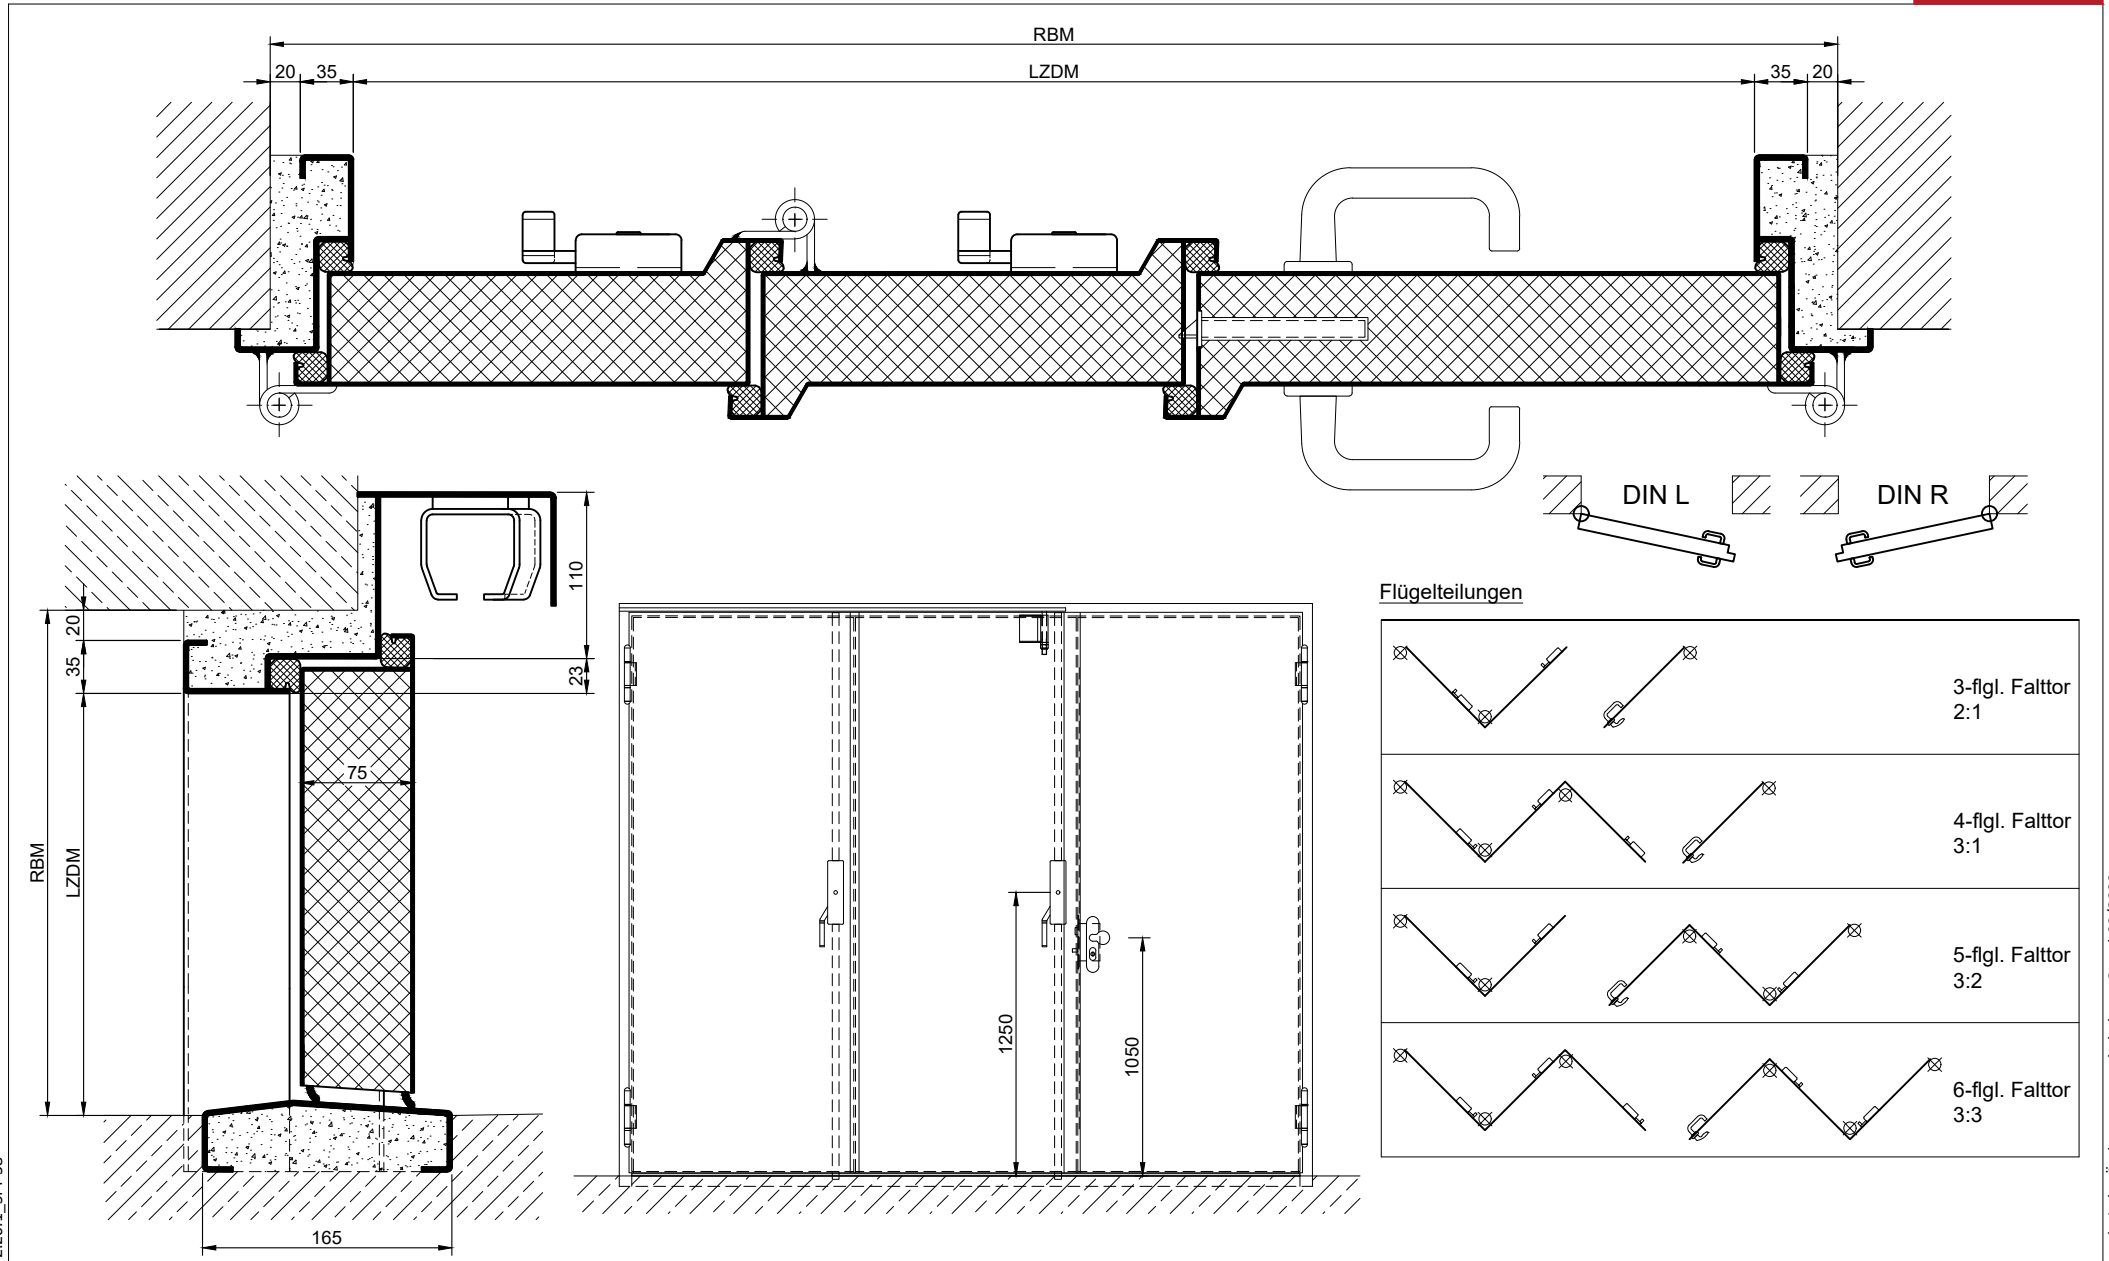 RBM
20
35
LZDM
35
20
DIN L
DIN R
110
20
35
23
75
RBM
LZDM
165
1250
1050
Flügelteilungen
3-flgl. Falttor
2:1
4-flgl. Falttor
3:1
5-flgl. Falttor
3:2
6-flgl. Falttor
3:3